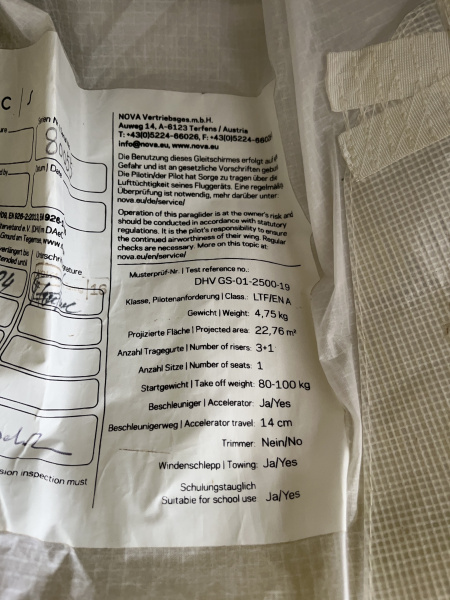 C | S
NOVA Vertriebsges.m.b.H.
Auweg 14, A-6123 Terfens / Austria
T: +43(0)5224-66026, F: +43(0)5224-6602
info@nova.eu, www.nova.eu
Die Benutzung dieses Gleitschirmes erfolgt auf
Gefahr und ist an gesetzliche Vorschriften
Die Pilotin/der Pilot hat Sorge zu tragen über die
Lufttüchtigkeit seines Fluggeräts. Eine regelmäßi
Überprüfung ist notwendig, mehr darüber unter:
nova.eu/de/service/
Operation of this paraglider is at the owner's risk and
should be conducted in accordance with statutory
regulations. It is the pilot's responsibility to ensure
the continued airworthiness of their wing. Regular
checks are necessary. More on this topic at:
nova.eu/en/service/
Musterprüf-Nr. | Test reference no.:
DHV GS-01-2500-19
Klasse, Pilotenanforderung | Class.: LTF/EN A
Gewicht | Weight: 4,75 kg
Projizierte Fläche | Projected area: 22,76 m²
Anzahl Tragegurte | Number of risers: 3+1
Anzahl Sitze | Number of seats: 1
Startgewicht | Take off weight: 80-100 kg
Beschleuniger | Accelerator: Ja/Yes
Beschleunigerweg | Accelerator travel: 14 cm
Trimmer: Nein/No
Windenschlepp | Towing: Ja/Yes
Schulungstauglich
Suitable for school use: Ja/Yes
sion inspection must